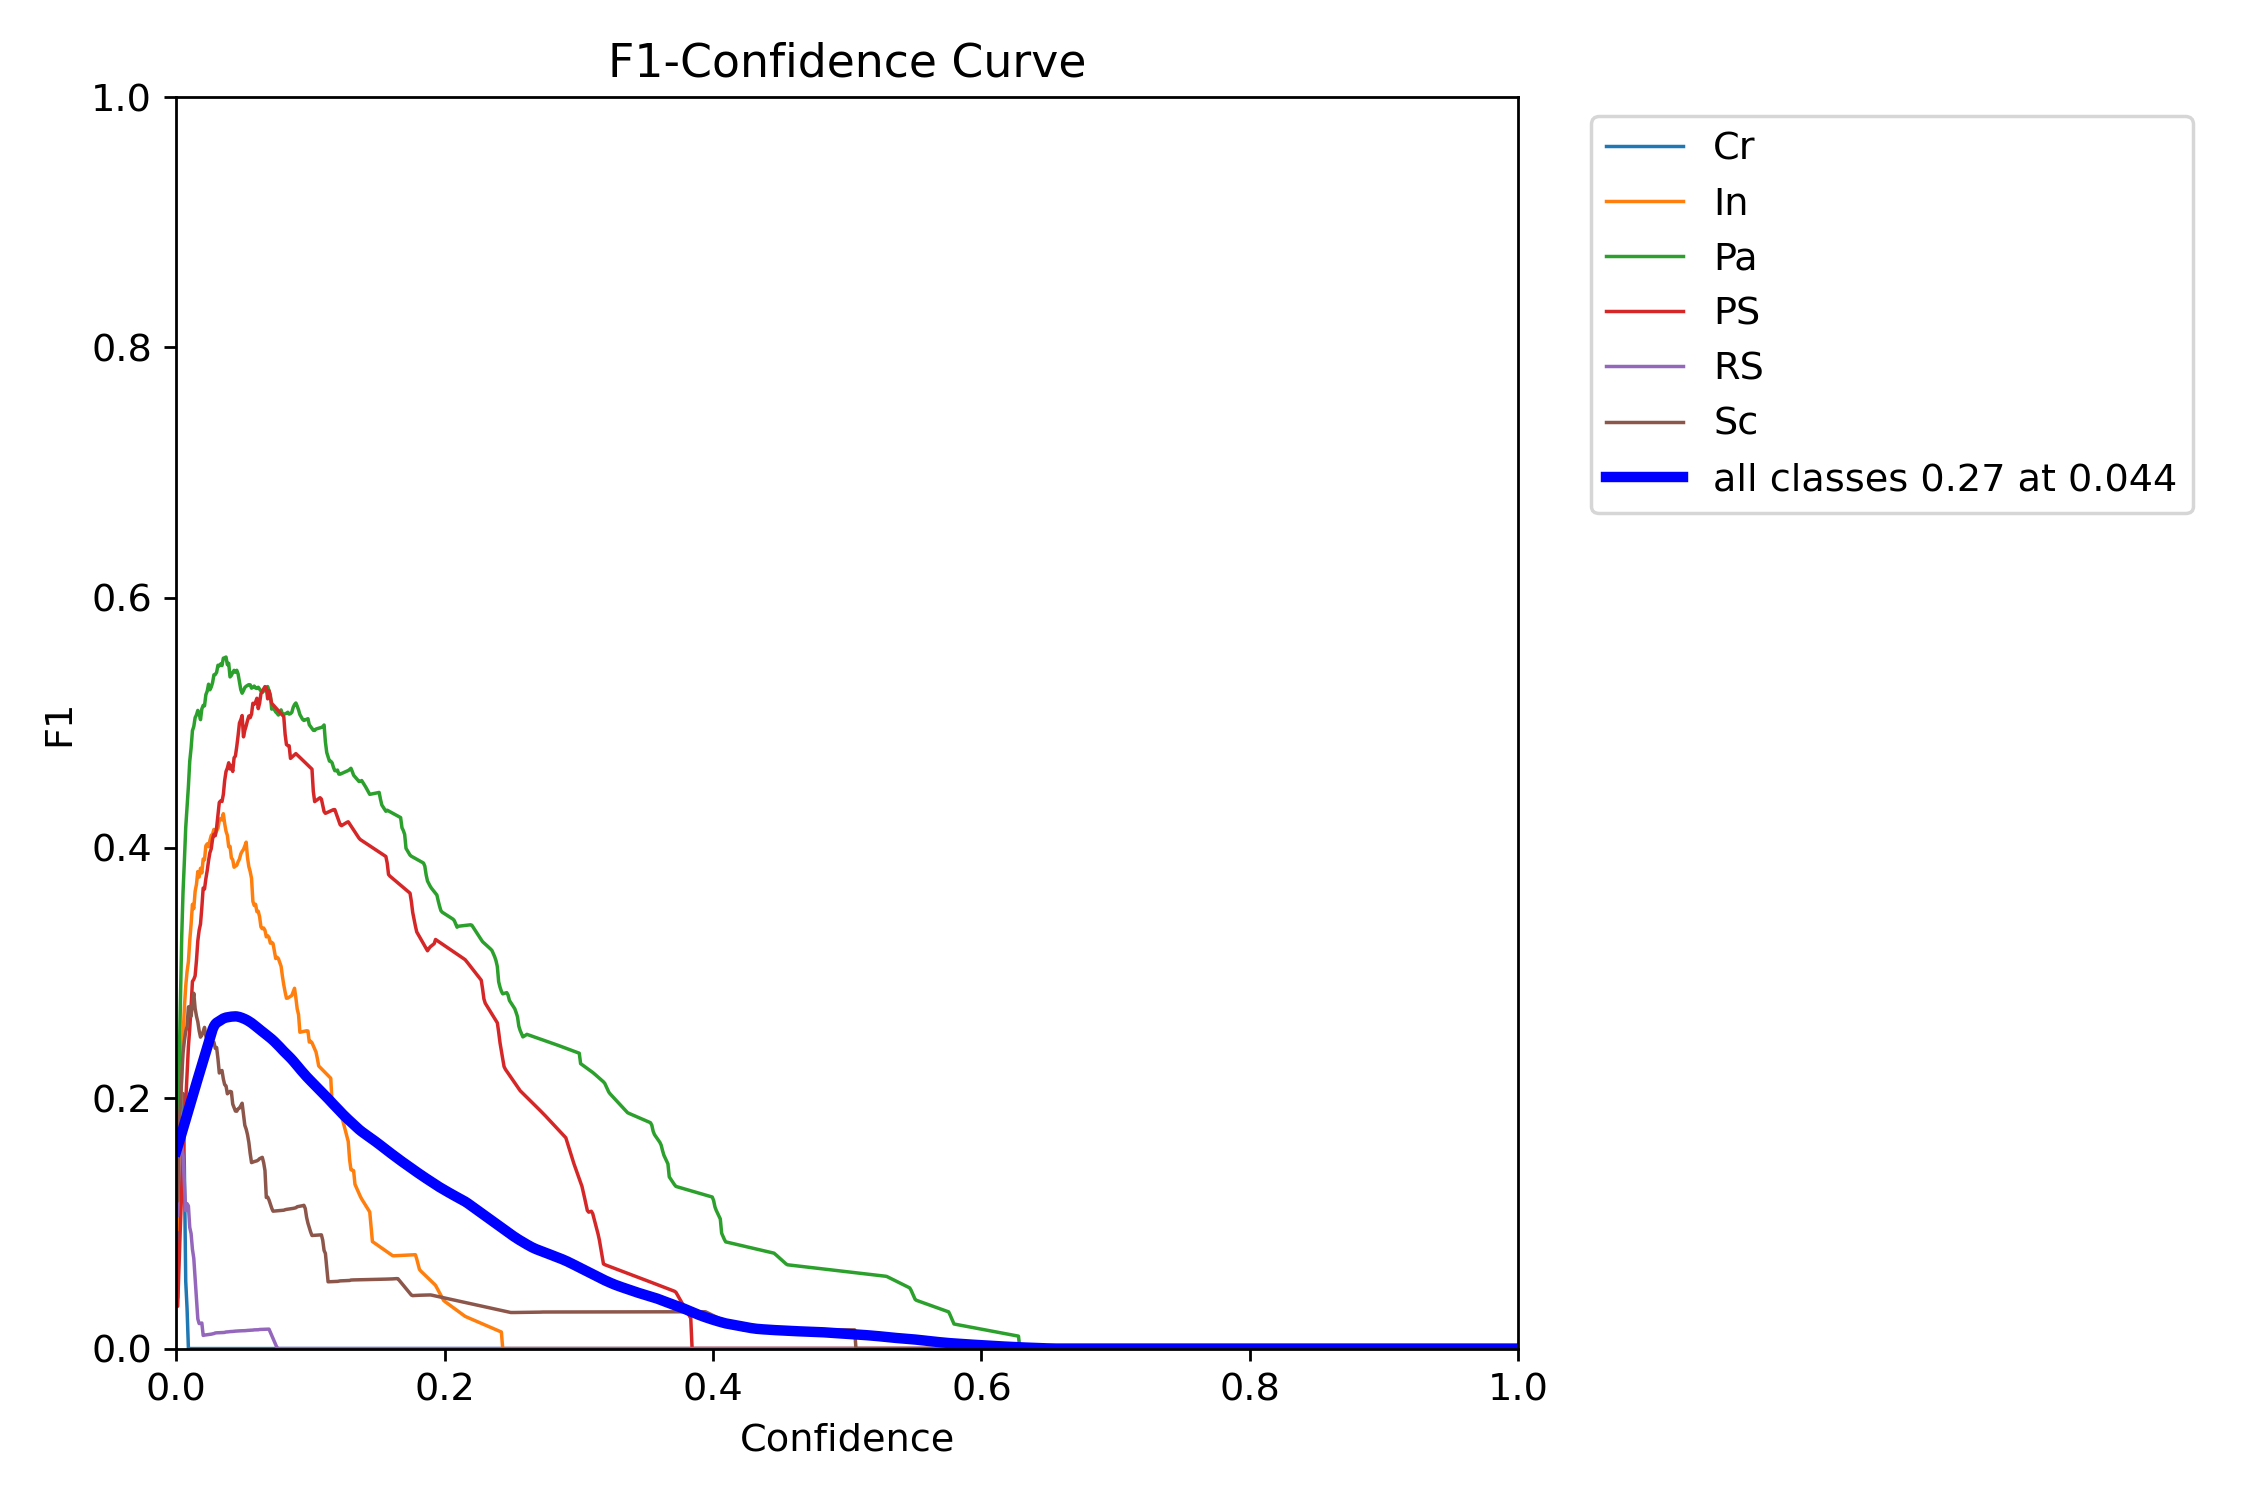 F1-Confidence Curve
1.0
0.8
0.6
0.4
0.2
0.0
F1
0.0 0.2 0.4 0.6 0.8 1.0
Confidence
Cr
In
Pa
PS
RS
Sc
all classes 0.27 at 0.044